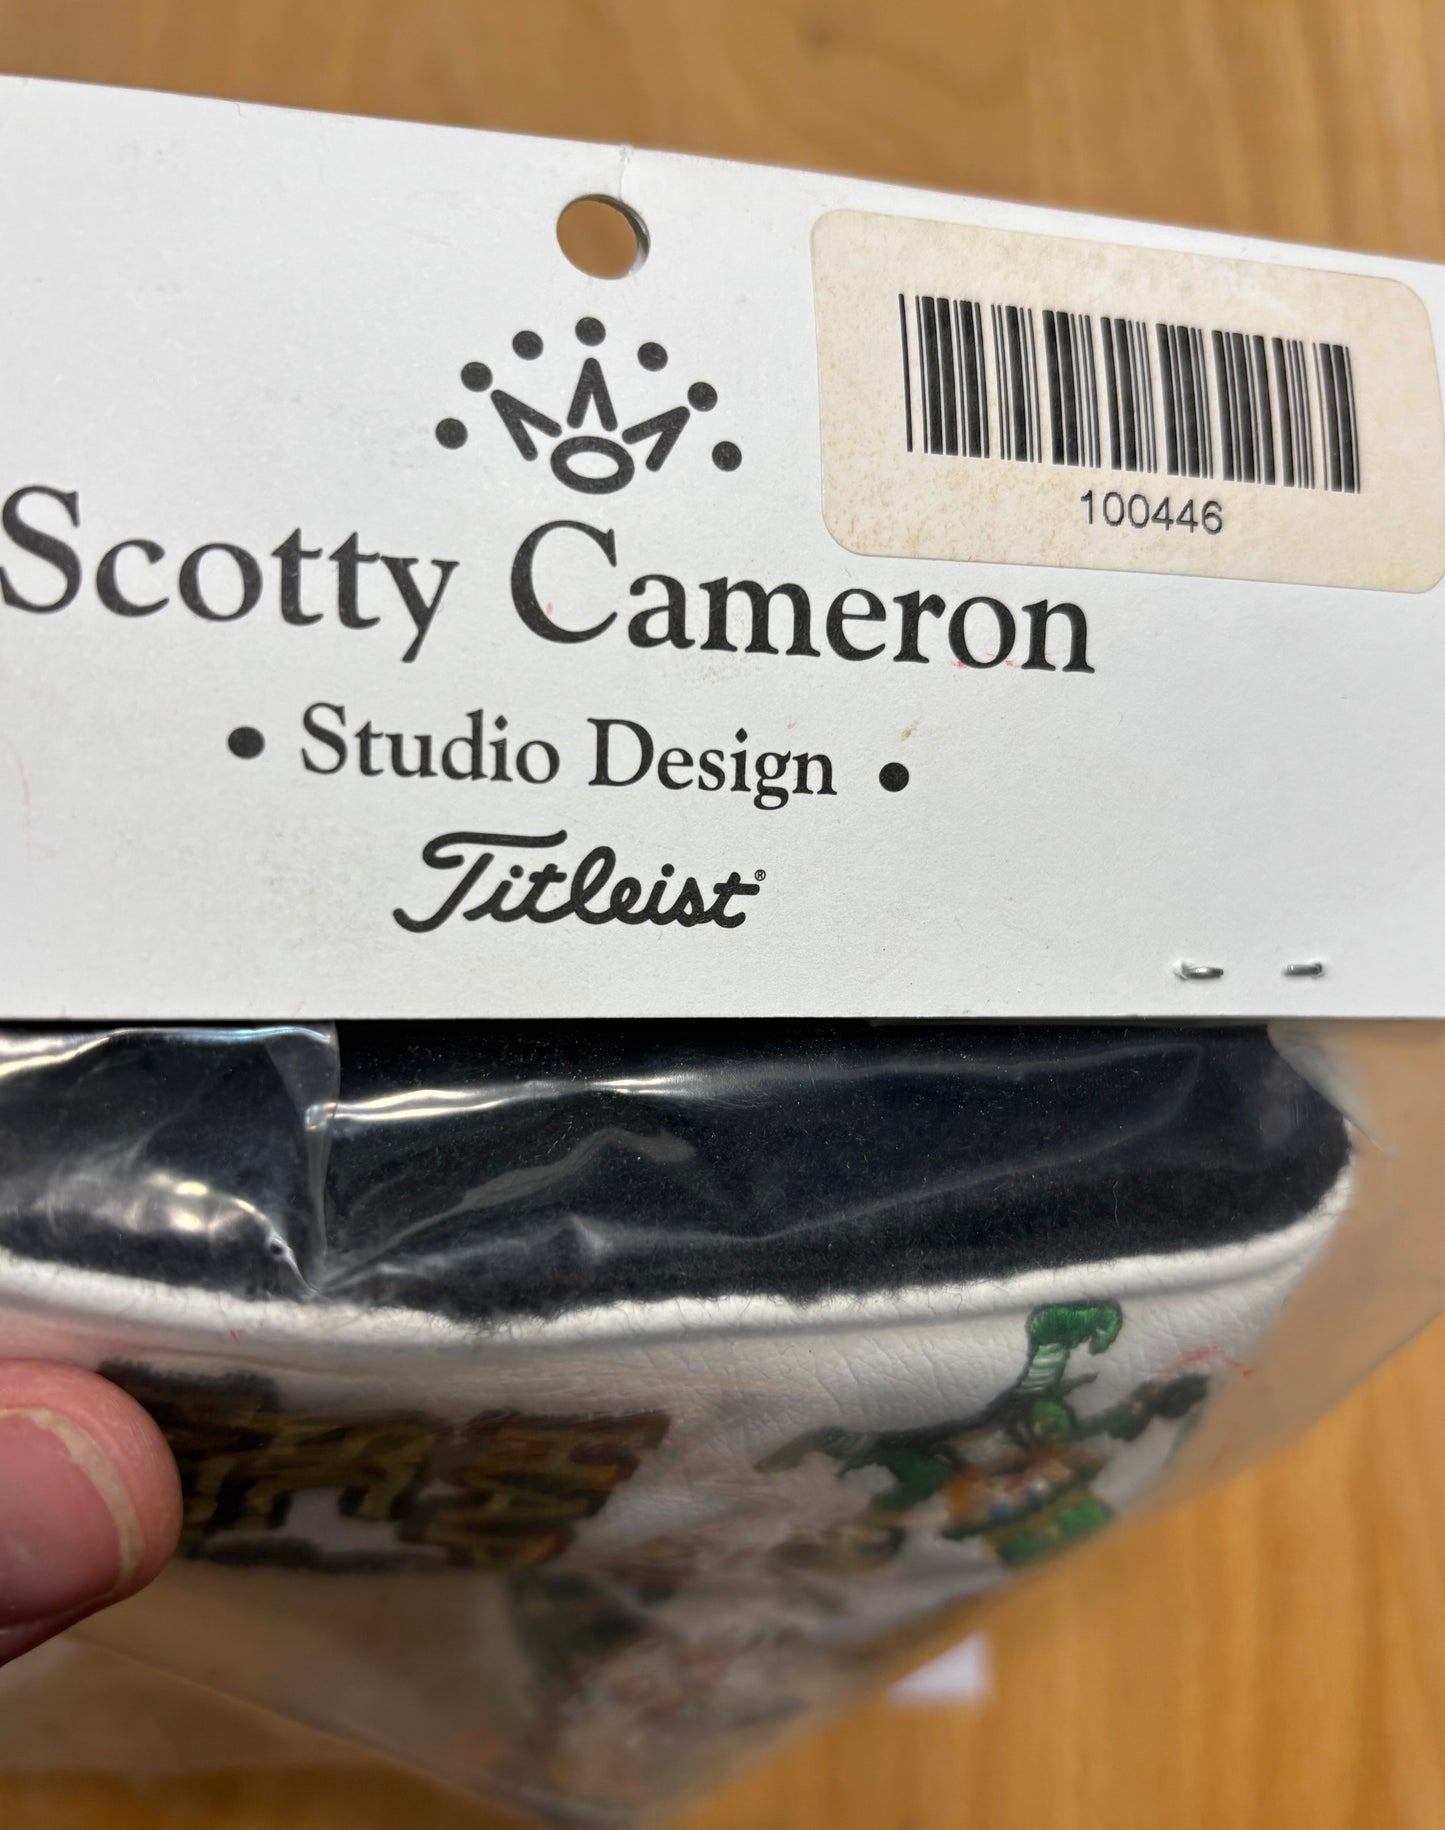 100446
Scotty Cameron
• Studio Design •
Titleist®